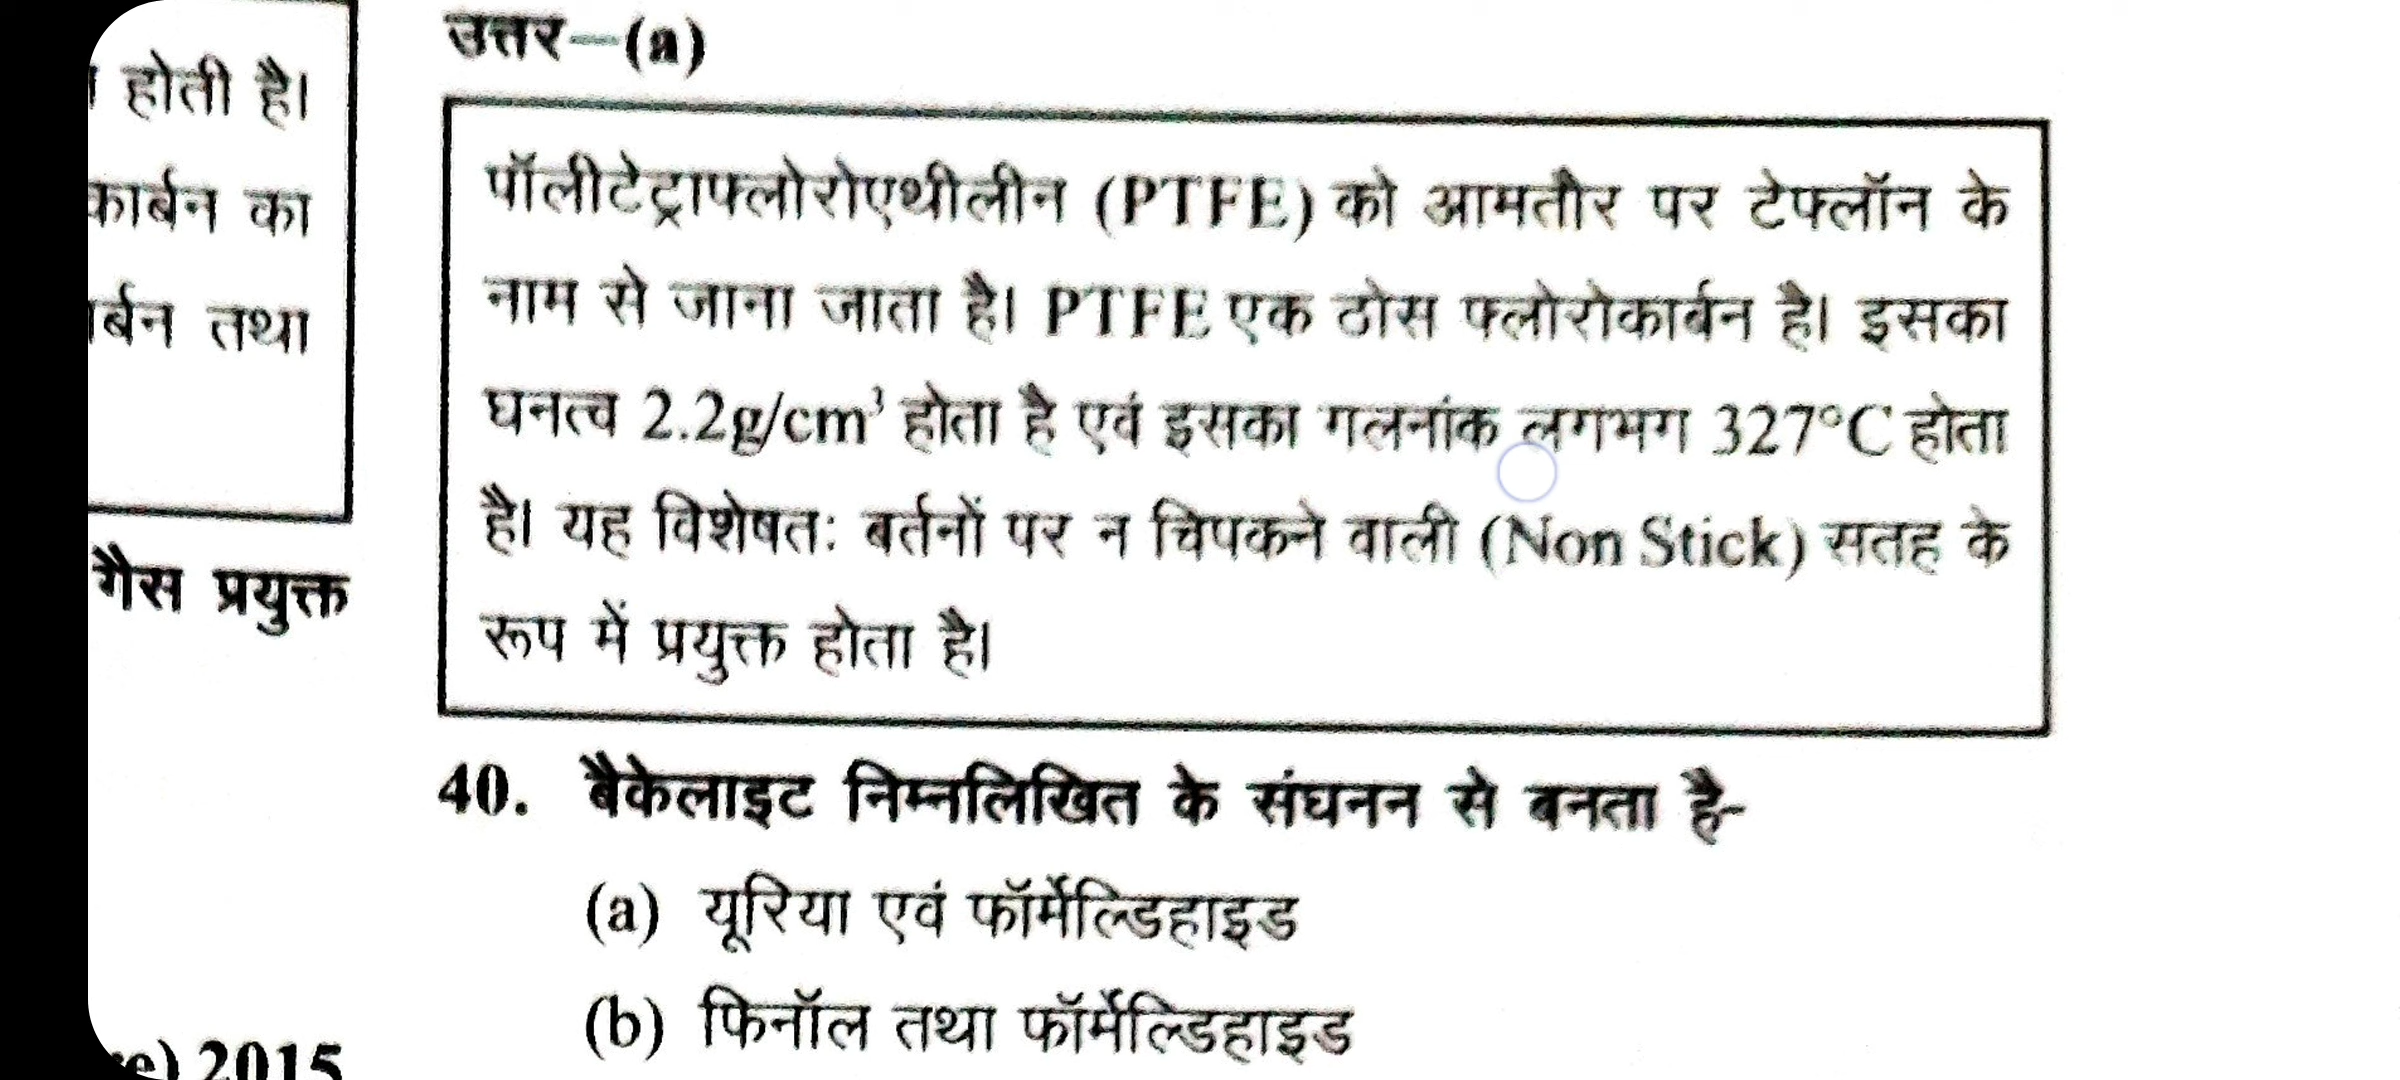 होती है।
कार्बन का
र्बन तथा
गैस प्रयुक्त
2015
उत्तर—(a)
पॉलीटेट्राफ्लोरोएथीलीन (PTFE) को आमतौर पर टेफ्लॉन के
नाम से जाना जाता है। PTFE एक ठोस फ्लोरोकार्बन है। इसका
घनत्व 2.2g/cm³ होता है एवं इसका गलनांक लगभग 327°C होता
है। यह विशेषतः बर्तनों पर न चिपकने वाली (Non Stick) सतह के
रूप में प्रयुक्त होता है।
40. बैकेलाइट निम्नलिखित के संघनन से बनता है-
(a) यूरिया एवं फॉर्मेल्डिहाइड
(b) फिनॉल तथा फॉर्मेल्डिहाइड